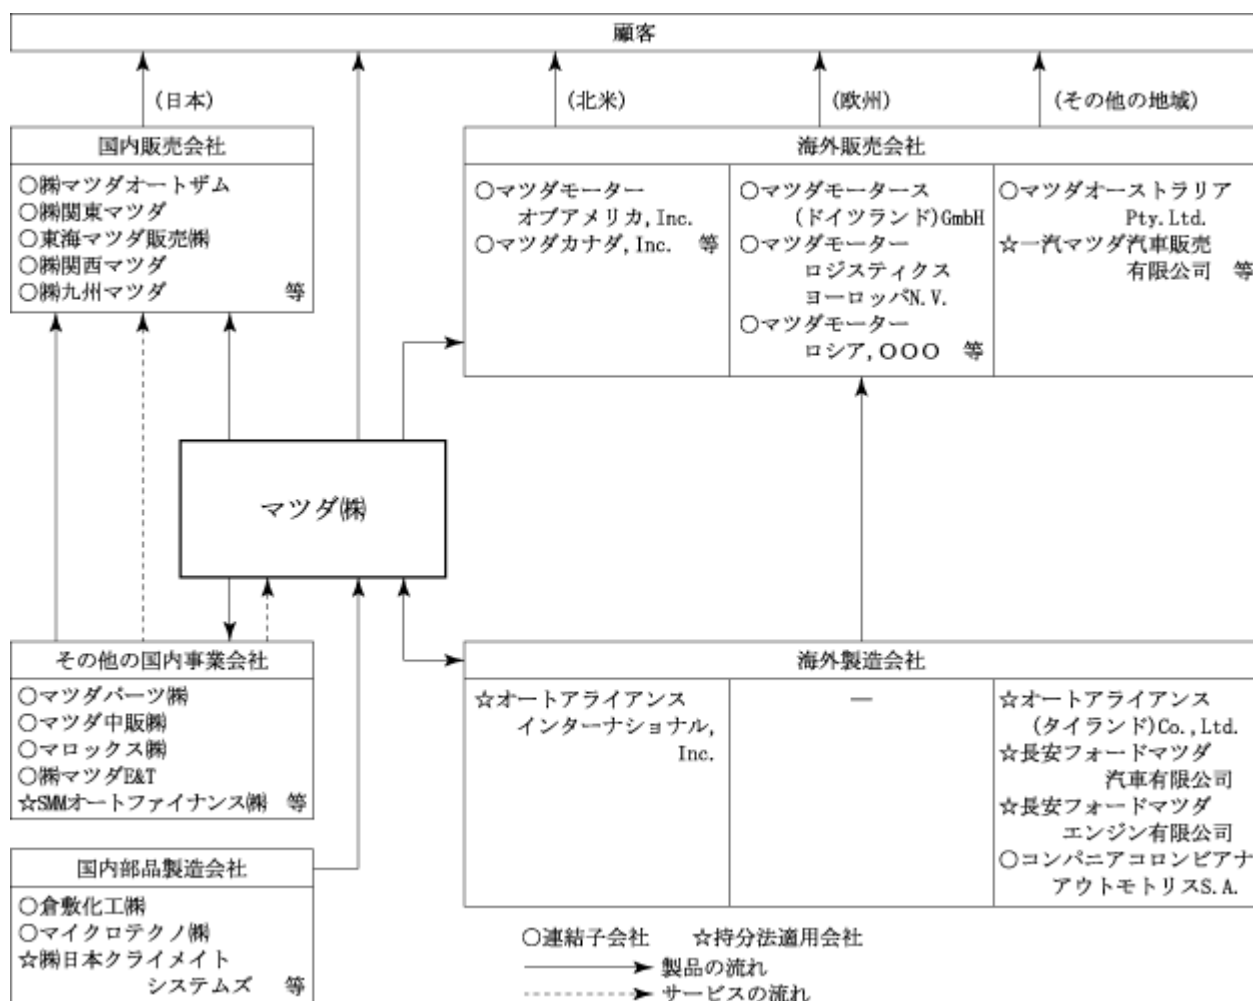 顧客
(日本)
(北米)
(欧州)
(その他の地域)
国内販売会社
○㈱マツダオートザム
○㈱関東マツダ
○東海マツダ販売㈱
○㈱関西マツダ
○㈱九州マツダ 等
海外販売会社
○マツダモーター
オブアメリカ,Inc.
○マツダカナダ,Inc. 等
○マツダモータース
(ドイツランド)GmbH
○マツダモーター
ロジスティクス
ヨーロッパN.V.
○マツダモーター
ロシア,OOO 等
○マツダオーストラリア
Pty.Ltd.
☆一汽マツダ汽車販売
有限公司 等
マツダ㈱
その他の国内事業会社
○マツダパーツ㈱
○マツダ中販㈱
○マロックス㈱
○㈱マツダE&T
☆SMMオートファイナンス㈱ 等
海外製造会社
☆オートアライアンス
インターナショナル,
Inc.
―
☆オートアライアンス
(タイランド)Co.,Ltd.
☆長安フォードマツダ
汽車有限公司
☆長安フォードマツダ
エンジン有限公司
○コンパニアコロンビアナ
アウトモトリスS.A.
国内部品製造会社
○倉敷化工㈱
○マイクロテクノ㈱
☆㈱日本クライメイト
システムズ 等
○連結子会社 ☆持分法適用会社
製品の流れ
サービスの流れ